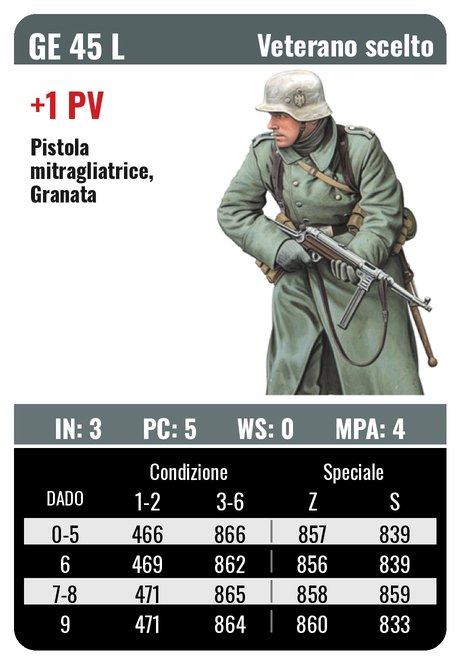 GE 45 L Veterano scelto
+1 PV
Pistola
mitragliatrice,
Granata
IN: 3 PC: 5 WS: 0 MPA: 4
Condizione Speciale
DADO 1-2 3-6 Z S
0-5 466 866 857 839
6 469 862 856 839
7-8 471 865 858 859
9 471 864 860 833